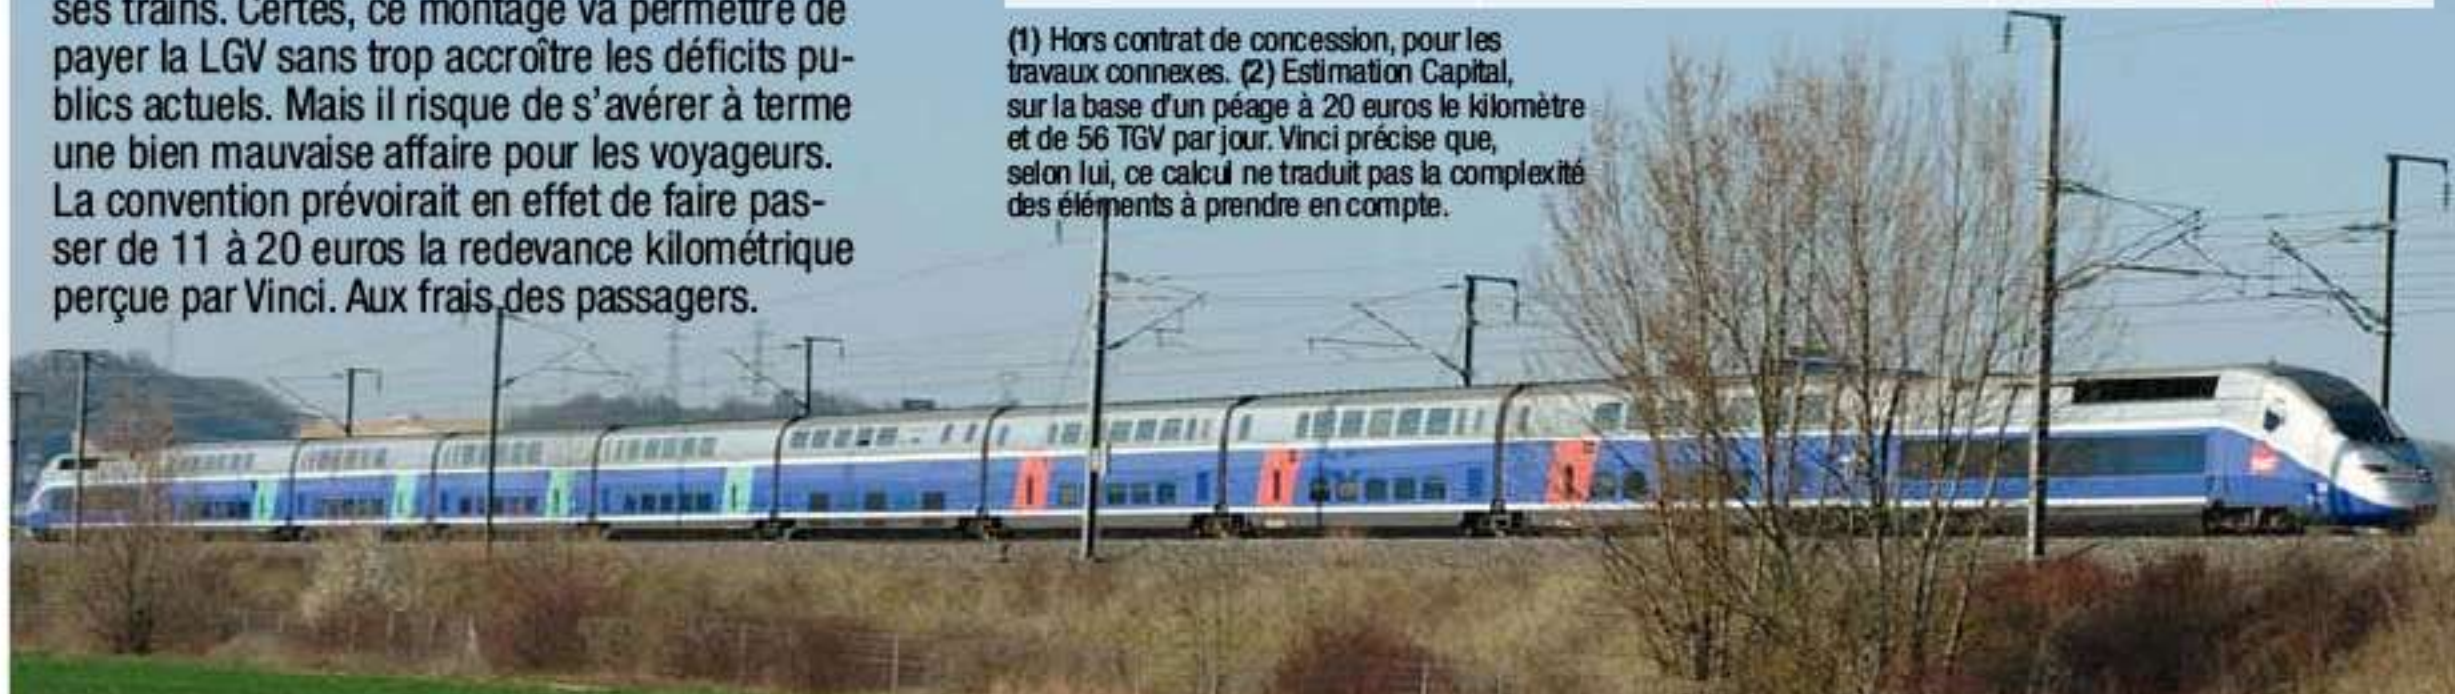 ses trains. Certes, ce montage va permettre de
payer la LGV sans trop accroître les déficits pu-
blics actuels. Mais il risque de s'avérer à terme
une bien mauvaise affaire pour les voyageurs.
La convention prévoirait en effet de faire pas-
ser de 11 à 20 euros la redevance kilométrique
perçue par Vinci. Aux frais des passagers.
(1) Hors contrat de concession, pour les
travaux connexes. (2) Estimation Capital,
sur la base d'un péage à 20 euros le kilomètre
et de 56 TGV par jour. Vinci précise que,
selon lui, ce calcul ne traduit pas la complexité
des éléments à prendre en compte.